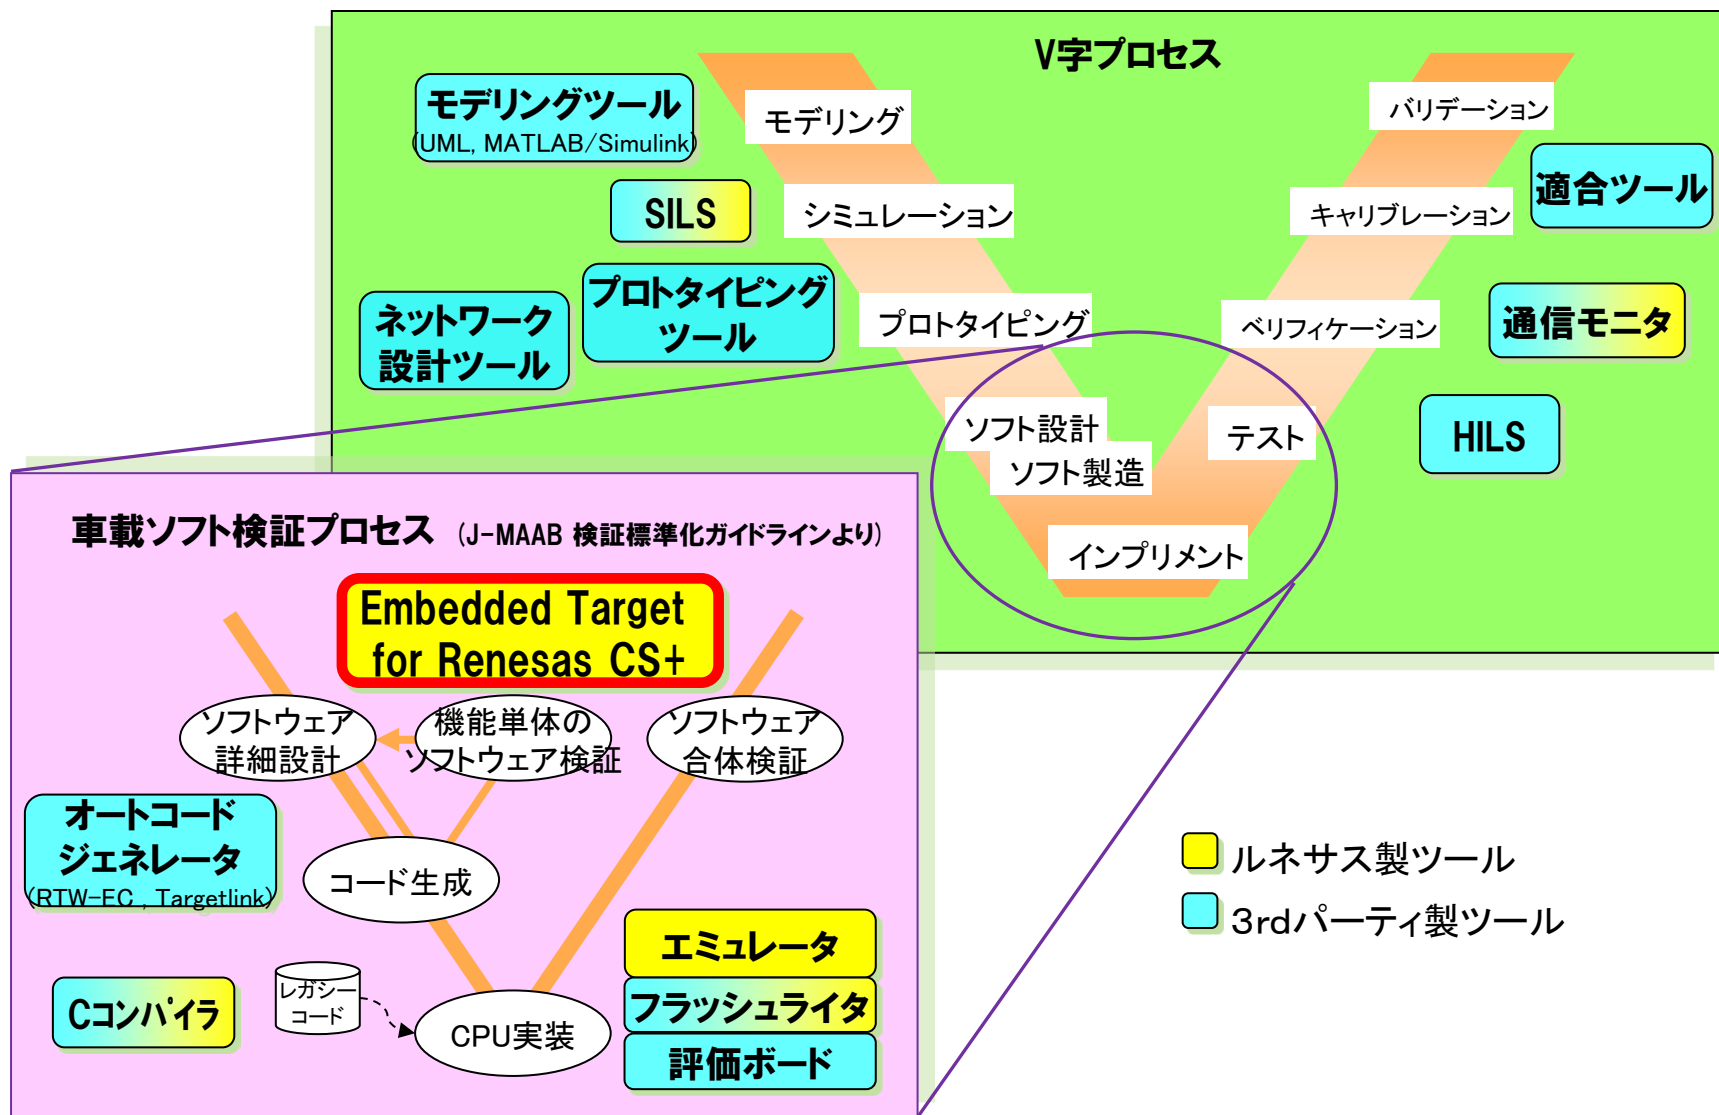 V字プロセス
モデリングツール
(UML, MATLAB/Simulink)
SILS
プロトタイピング
ツール
ネットワーク
設計ツール
モデリング
シミュレーション
プロトタイピング
ソフト設計
ソフト製造
インプリメント
テスト
ベリフィケーション
キャリブレーション
バリデーション
適合ツール
通信モニタ
HILS
車載ソフト検証プロセス (J-MAAB 検証標準化ガイドラインより)
Embedded Target
for Renesas CS+
ソフトウェア
詳細設計
機能単体の
ソフトウェア検証
ソフトウェア
合体検証
オートコード
ジェネレータ
(RTW-EC , Targetlink)
コード生成
Cコンパイラ
レガシー
コード
CPU実装
エミュレータ
フラッシュライタ
評価ボード
ルネサス製ツール
3rdパーティ製ツール